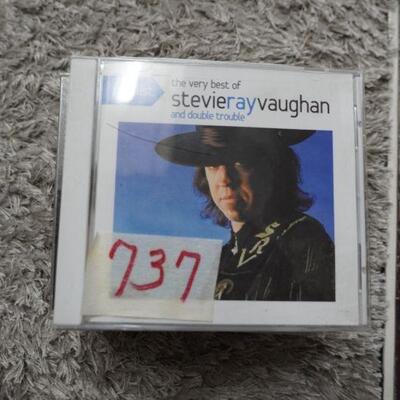 the very best of
stevierayvaughan
and double trouble
737